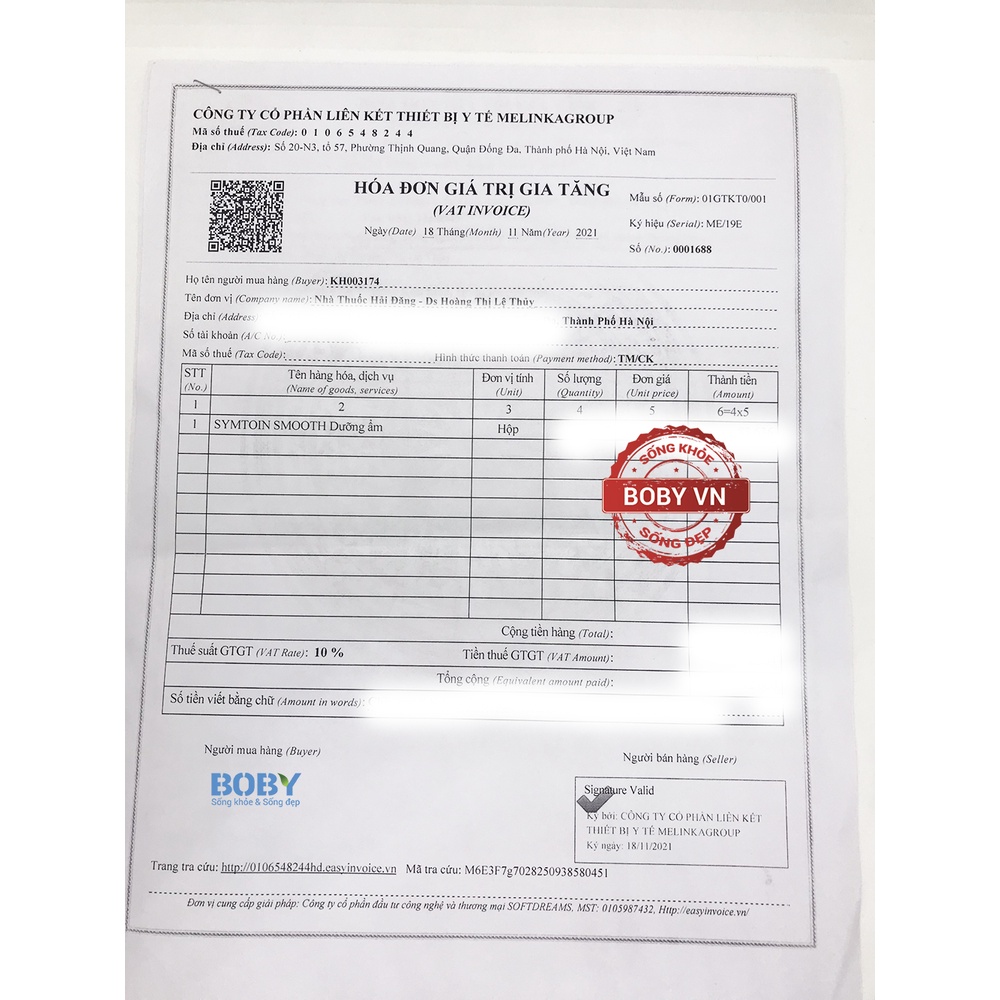 CÔNG TY CỔ PHẦN LIÊN KẾT THIẾT BỊ Y TẾ MELINKAGROUP
Mã số thuế (Tax Code): 0 1 0 6 5 4 8 2 4 4
Địa chỉ (Address): Số 20-N3, tổ 57, Phường Thịnh Quang, Quận Đống Đa, Thành phố Hà Nội, Việt Nam
HÓA ĐƠN GIÁ TRỊ GIA TĂNG
(VAT INVOICE)
Ngày(Date) 18 Tháng(Month) 11 Năm(Year) 2021
Mẫu số (Form): 01GTKT0/001
Ký hiệu (Serial): ME/19E
Số (No.): 0001688
Họ tên người mua hàng (Buyer): KH003174
Tên đơn vị (Company name): Nhà Thuốc Hải Đăng - Ds Hoàng Thị Lệ Thủy
Địa chỉ (Address Thành Phố Hà Nội
Số tài khoản (A/C No.
Mã số thuế (Tax Code): Hình thức thanh toán (Payment method): TM/CK
STT Tên hàng hóa, dịch vụ Đơn vị tính Số lượng Đơn giá Thành tiền
(No.) (Name of goods, services) (Unit) (Quantity) (Unit price) (Amount)
1 2 3 4 5 6=4x5
1 SYMTOIN SMOOTH Dưỡng ẩm Hộp
SỐNG KHỎE
BOBY VN
SỐNG ĐẸP
Cộng tiền hàng (Total):
Thuế suất GTGT (VAT Rate): 10 % Tiền thuế GTGT (VAT Amount):
Tổng cộng (Equivalent amount paid):
Số tiền viết bằng chữ (Amount in words):
Người mua hàng (Buyer)
BOBY
Sống khỏe & Sống đẹp
Người bán hàng (Seller)
Signature Valid
Ký bởi: CÔNG TY CỔ PHẦN LIÊN KẾT
THIẾT BỊ Y TẾ MELINKAGROUP
Ký ngày: 18/11/2021
Trang tra cứu: http://0106548244hd.easyinvoice.vn Mã tra cứu: M6E3F7g7028250938580451
Đơn vị cung cấp giải pháp: Công ty cổ phần đầu tư công nghệ và thương mại SOFTDREAMS, MST: 0105987432, Http://easyinvoice.vn/